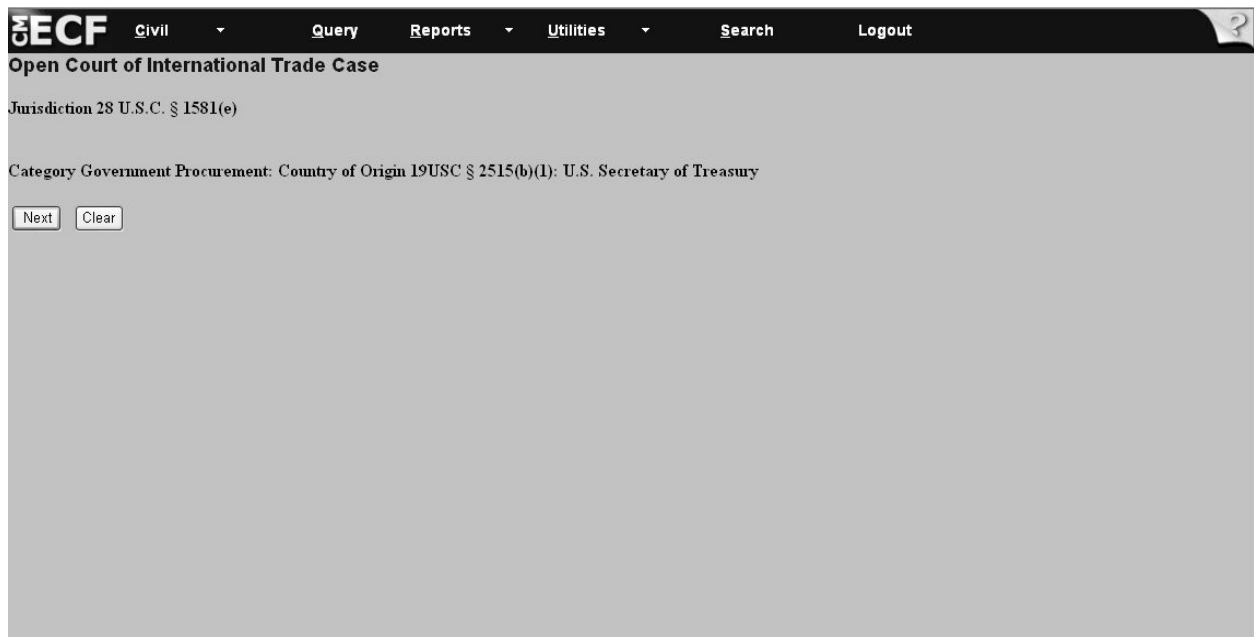 CM ECF Civil Query Reports Utilities Search Logout ?
Open Court of International Trade Case
Jurisdiction 28 U.S.C. § 1581(e)
Category Government Procurement: Country of Origin 19USC § 2515(b)(1): U.S. Secretary of Treasury
Next Clear